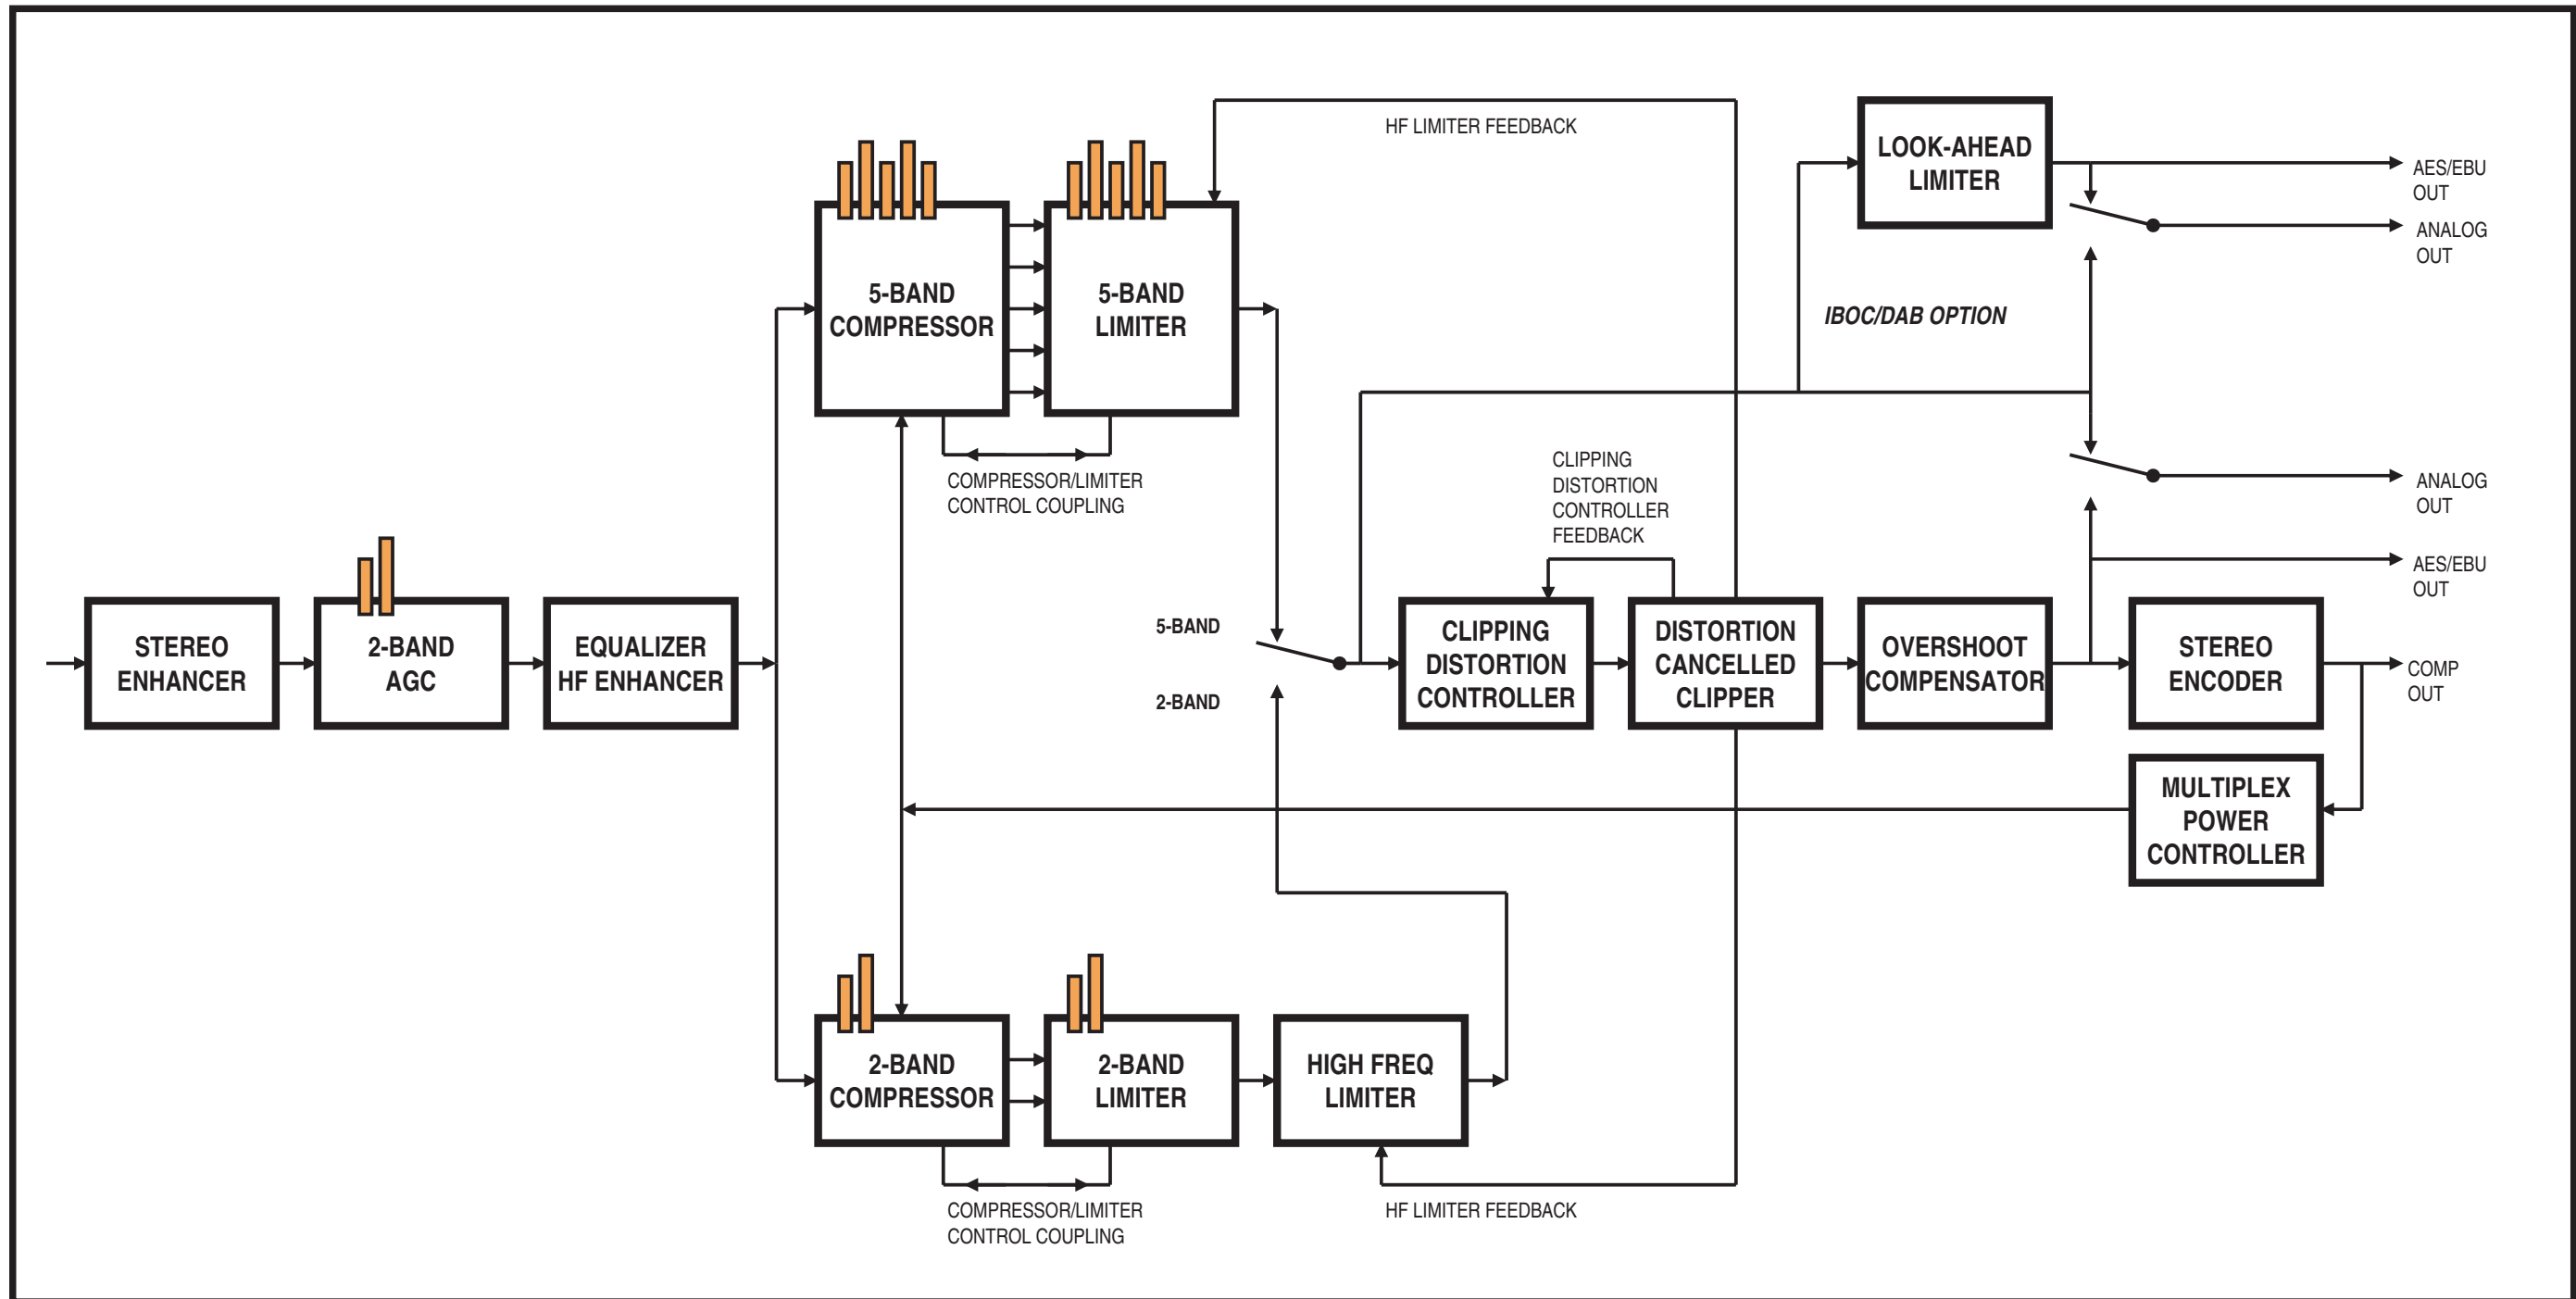 HF LIMITER FEEDBACK
LOOK-AHEAD
LIMITER
AES/EBU
OUT
ANALOG
OUT
5-BAND
COMPRESSOR
5-BAND
LIMITER
IBOC/DAB OPTION
COMPRESSOR/LIMITER
CONTROL COUPLING
CLIPPING
DISTORTION
CONTROLLER
FEEDBACK
ANALOG
OUT
AES/EBU
OUT
STEREO
ENHANCER
2-BAND
AGC
EQUALIZER
HF ENHANCER
5-BAND
2-BAND
CLIPPING
DISTORTION
CONTROLLER
DISTORTION
CANCELLED
CLIPPER
OVERSHOOT
COMPENSATOR
STEREO
ENCODER
COMP
OUT
MULTIPLEX
POWER
CONTROLLER
2-BAND
COMPRESSOR
2-BAND
LIMITER
HIGH FREQ
LIMITER
COMPRESSOR/LIMITER
CONTROL COUPLING
HF LIMITER FEEDBACK